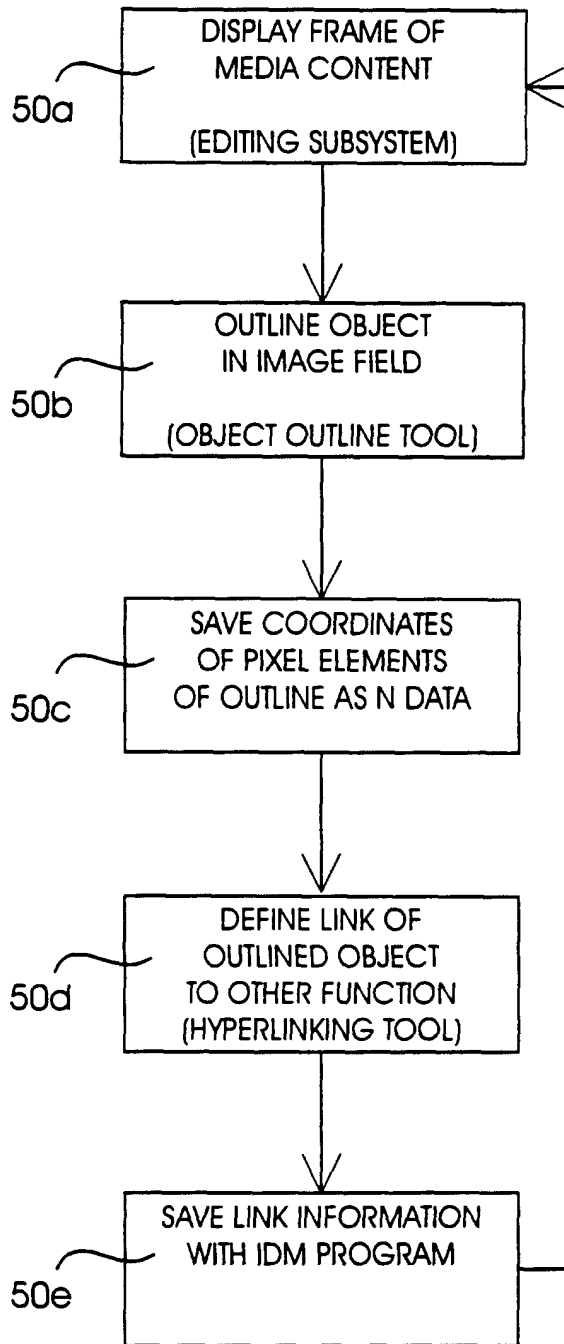 DISPLAY FRAME OF
MEDIA CONTENT
(EDITING SUBSYSTEM)
50a
OUTLINE OBJECT
IN IMAGE FIELD
(OBJECT OUTLINE TOOL)
50b
SAVE COORDINATES
OF PIXEL ELEMENTS
OF OUTLINE AS N DATA
50c
DEFINE LINK OF
OUTLINED OBJECT
TO OTHER FUNCTION
(HYPERLINKING TOOL)
50d
SAVE LINK INFORMATION
WITH IDM PROGRAM
50e